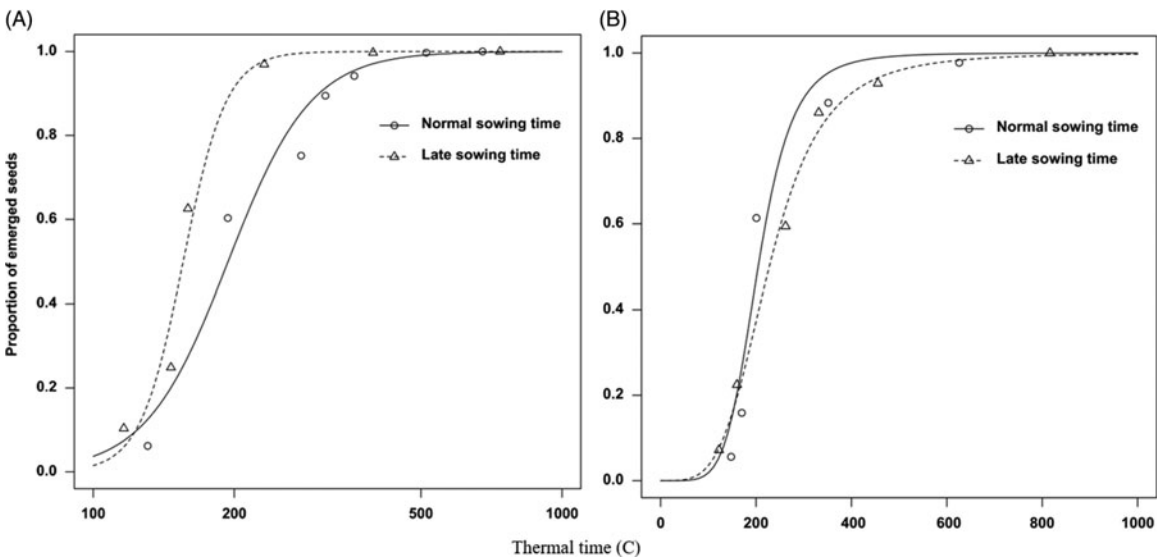 (A)
1.0
0.8
0.6
0.4
0.2
0.0
Proportion of emerged seeds
Normal sowing time
Late sowing time
100
200
500
1000
(B)
1.0
0.8
0.6
0.4
0.2
0.0
Normal sowing time
Late sowing time
0
200
400
600
800
1000
Thermal time (C)